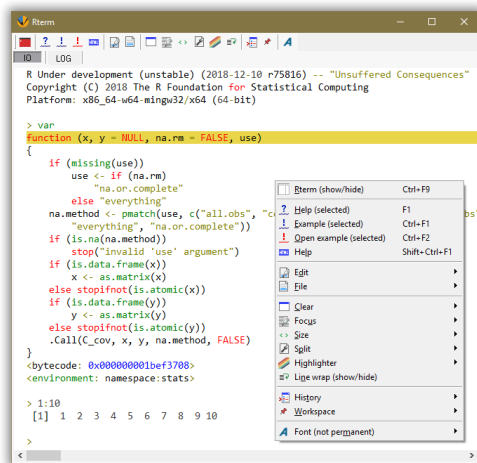 Rterm
IO LOG
R Under development (unstable) (2018-12-10 r75816) -- "Unsuffered Consequences"
Copyright (C) 2018 The R Foundation for Statistical Computing
Platform: x86_64-w64-mingw32/x64 (64-bit)
> var
function (x, y = NULL, na.rm = FALSE, use)
{
    if (missing(use))
        use <- if (na.rm)
            "na.or.complete"
        else "everything"
    na.method <- pmatch(use, c("all.obs",
        "everything", "na.or.complete"))
    if (is.na(na.method))
        stop("invalid 'use' argument")
    if (is.data.frame(x))
        x <- as.matrix(x)
    else stopifnot(is.atomic(x))
    if (is.data.frame(y))
        y <- as.matrix(y)
    else stopifnot(is.atomic(y))
    .Call(C_cov, x, y, na.method, FALSE)
}
<bytecode: 0x000000001bef3708>
<environment: namespace:stats>
> 1:10
 [1]  1  2  3  4  5  6  7  8  9 10
>
Rterm (show/hide) Ctrl+F9
Help (selected) F1
Example (selected) Ctrl+F1
Open example (selected) Ctrl+F2
Help Shift+Ctrl+F1
Edit
File
Clear
Focus
Size
Split
Highlighter
Line wrap (show/hide)
History
Workspace
Font (not permanent)